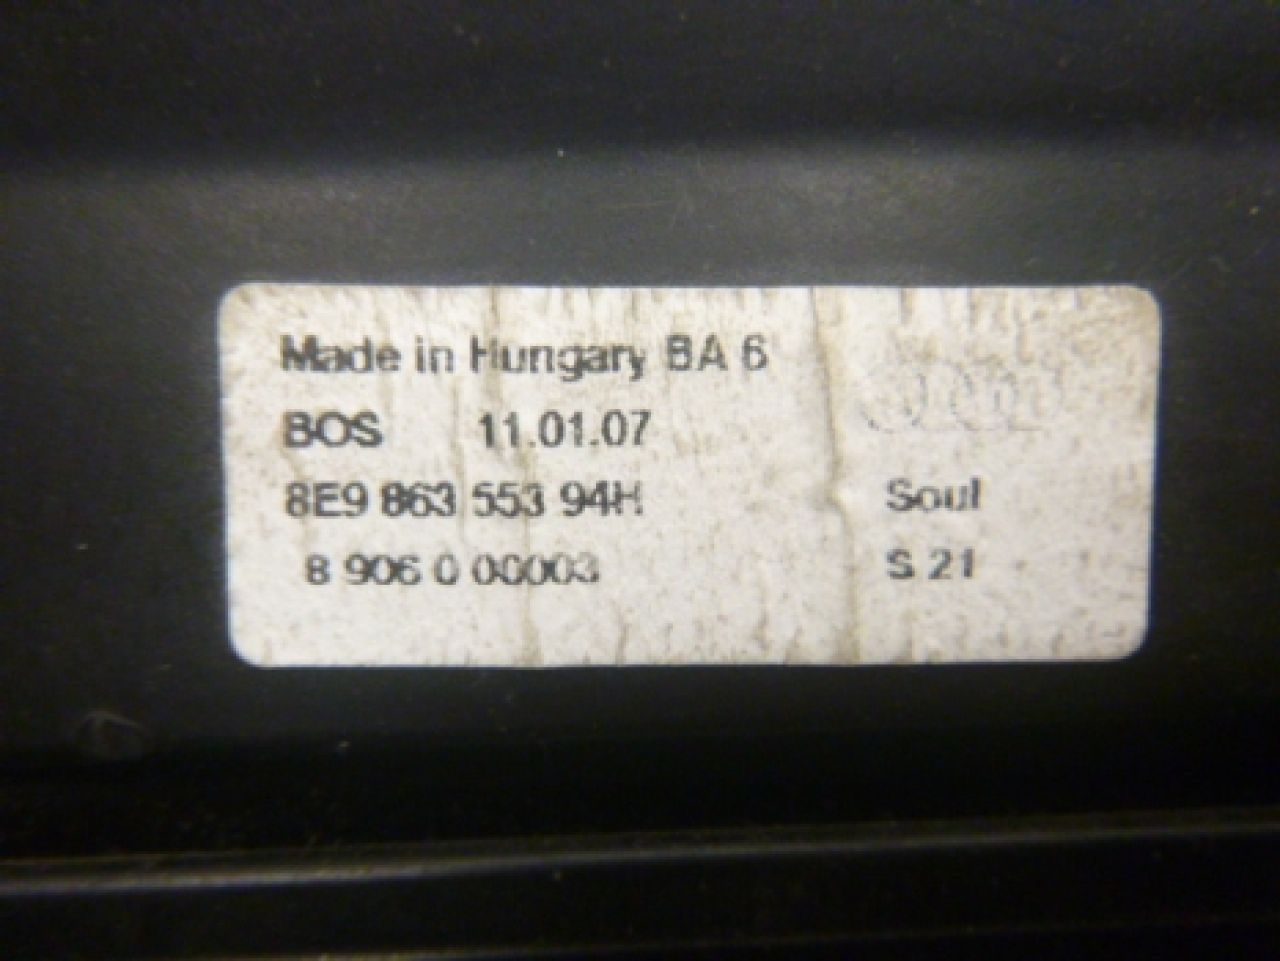 Made in Hungary BA 6
BOS 11.01.07
8E9 863 553 94H Soul
8 906 0 00003 S 21